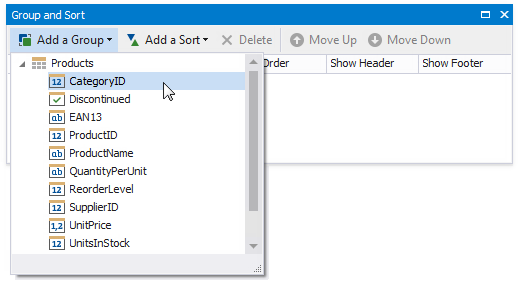 Group and Sort
Add a Group Add a Sort Delete Move Up Move Down
Order Show Header Show Footer
Products
12 CategoryID
Discontinued
ab EAN13
12 ProductID
ab ProductName
ab QuantityPerUnit
12 ReorderLevel
12 SupplierID
1,2 UnitPrice
12 UnitsInStock